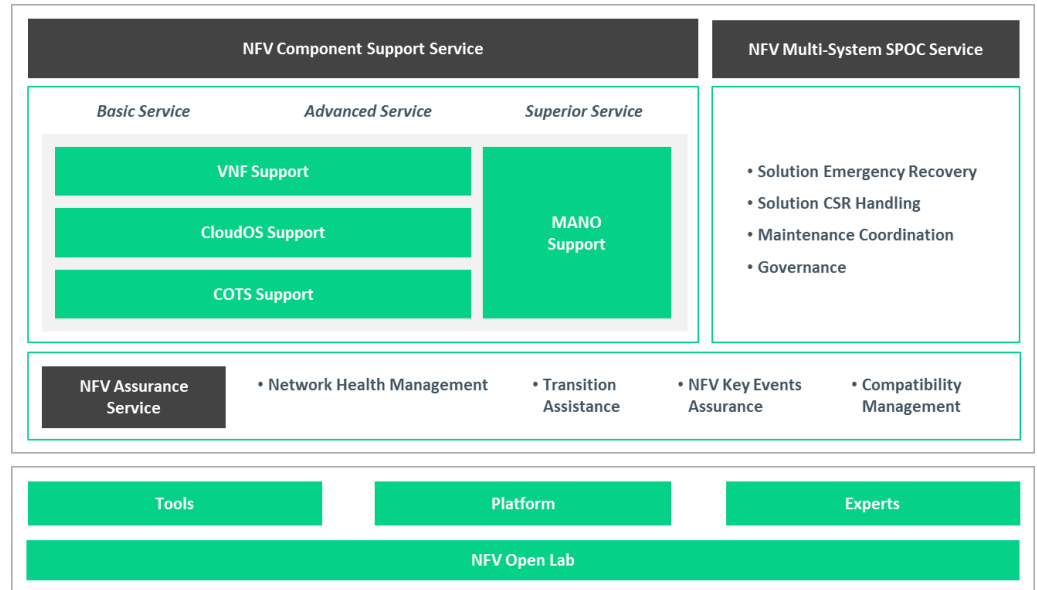 NFV Component Support Service
NFV Multi-System SPOC Service
Basic Service
Advanced Service
Superior Service
VNF Support
CloudOS Support
COTS Support
MANO
Support
• Solution Emergency Recovery
• Solution CSR Handling
• Maintenance Coordination
• Governance
NFV Assurance
Service
• Network Health Management
• Transition
Assistance
• NFV Key Events
Assurance
• Compatibility
Management
Tools
Platform
Experts
NFV Open Lab